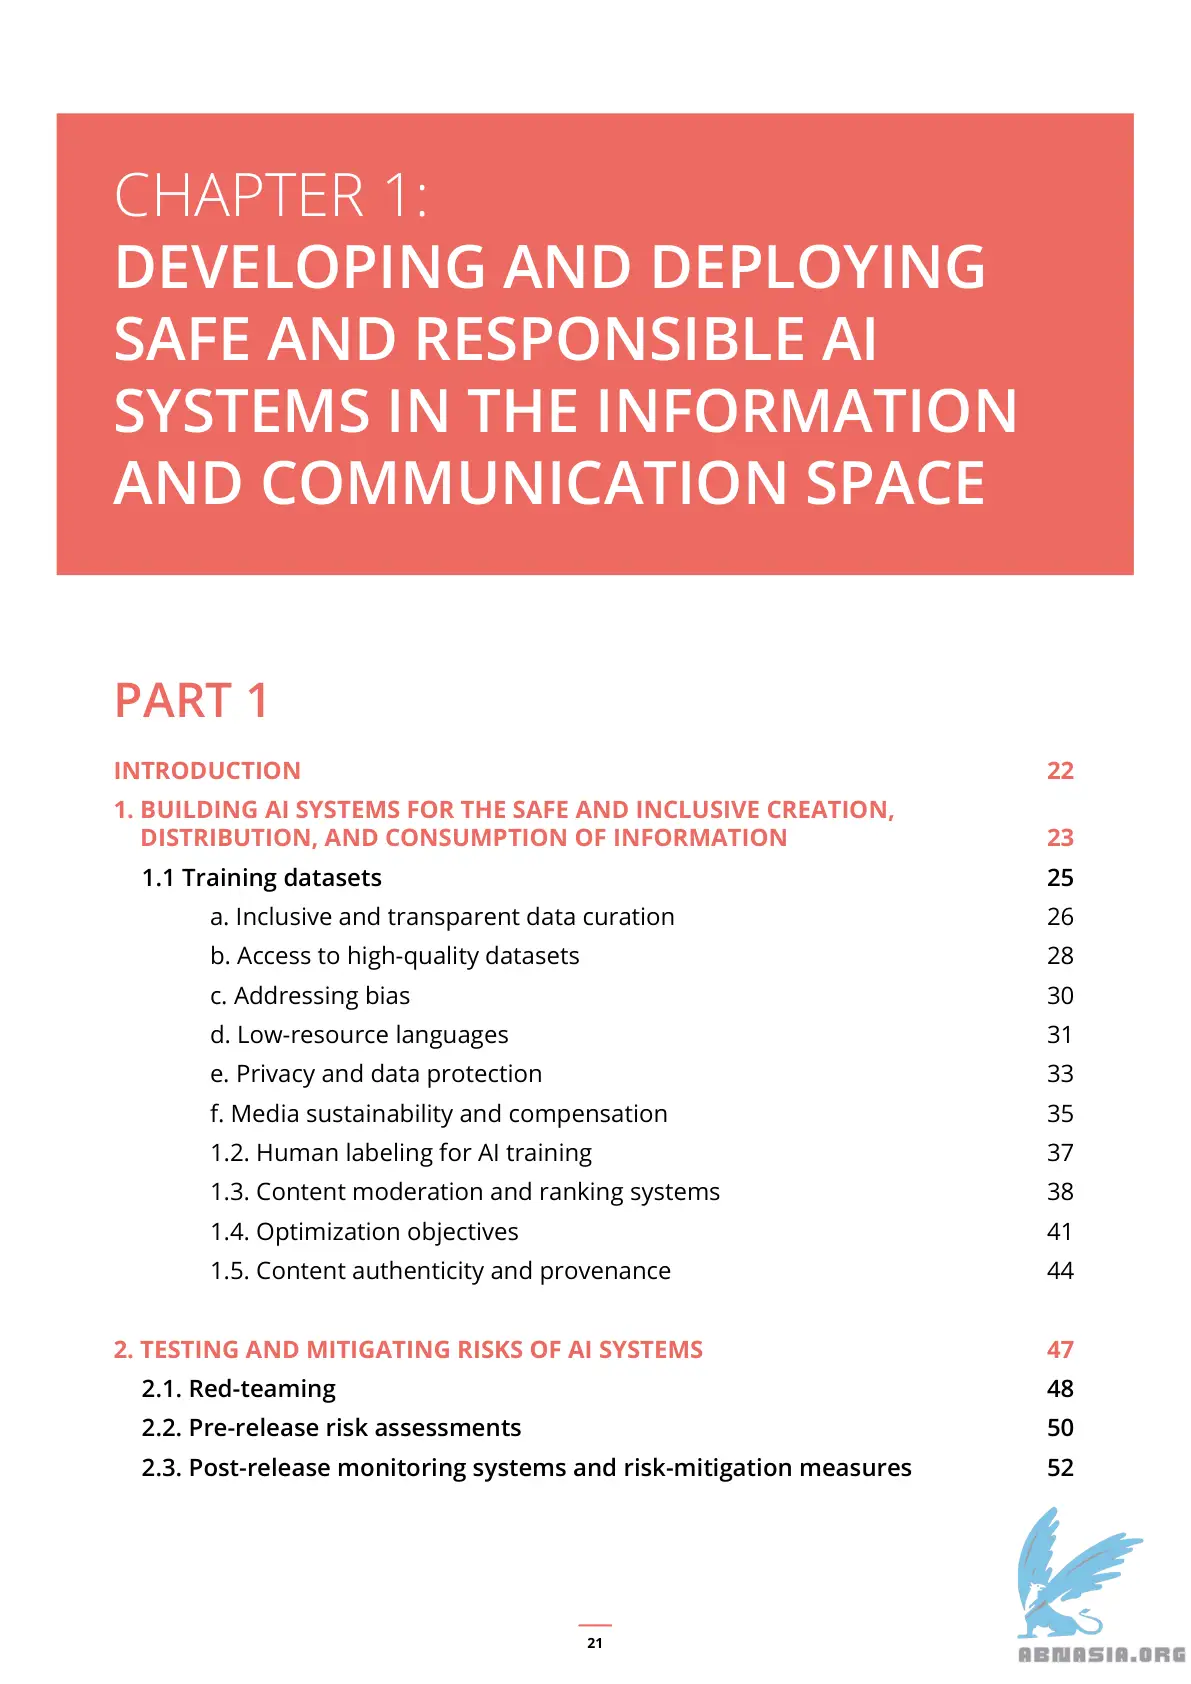 CHAPTER 1:
DEVELOPING AND DEPLOYING
SAFE AND RESPONSIBLE AI
SYSTEMS IN THE INFORMATION
AND COMMUNICATION SPACE
PART 1
INTRODUCTION 22
1. BUILDING AI SYSTEMS FOR THE SAFE AND INCLUSIVE CREATION,
DISTRIBUTION, AND CONSUMPTION OF INFORMATION 23
1.1 Training datasets 25
a. Inclusive and transparent data curation 26
b. Access to high-quality datasets 28
c. Addressing bias 30
d. Low-resource languages 31
e. Privacy and data protection 33
f. Media sustainability and compensation 35
1.2. Human labeling for AI training 37
1.3. Content moderation and ranking systems 38
1.4. Optimization objectives 41
1.5. Content authenticity and provenance 44
2. TESTING AND MITIGATING RISKS OF AI SYSTEMS 47
2.1. Red-teaming 48
2.2. Pre-release risk assessments 50
2.3. Post-release monitoring systems and risk-mitigation measures 52
21
ABNASIA.ORG